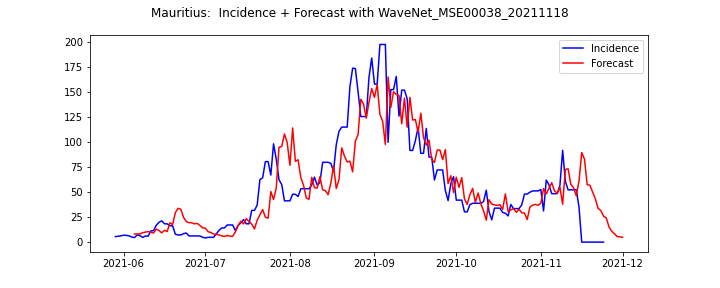 Mauritius:  Incidence + Forecast with WaveNet_MSE00038_20211118
Incidence
Forecast
200
175
150
125
100
75
50
25
0
2021-06 2021-07 2021-08 2021-09 2021-10 2021-11 2021-12